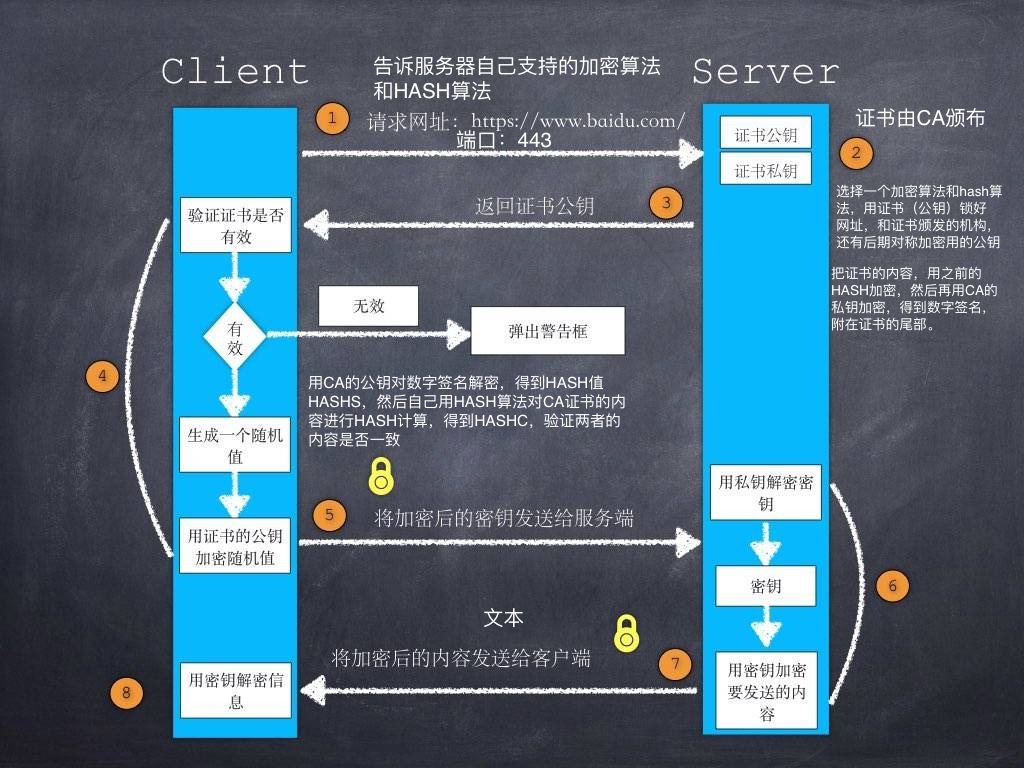 Client
告诉服务器自己支持的加密算法
和HASH算法
Server
1
请求网址：https://www.baidu.com/
端口：443
证书公钥
证书私钥
证书由CA颁布
2
选择一个加密算法和hash算
法，用证书（公钥）锁好
网址，和证书颁发的机构，
还有后期对称加密用的公钥
把证书的内容，用之前的
HASH加密，然后再用CA的
私钥加密，得到数字签名，
附在证书的尾部。
返回证书公钥
3
验证证书是否
有效
有
效
无效
弹出警告框
4
用CA的公钥对数字签名解密，得到HASH值
HASHS，然后自己用HASH算法对CA证书的内
容进行HASH计算，得到HASHC，验证两者的
内容是否一致
生成一个随机
值
用证书的公钥
加密随机值
5
将加密后的密钥发送给服务端
用私钥解密密
钥
密钥
6
用密钥加密
要发送的内
容
文本
将加密后的内容发送给客户端
7
8
用密钥解密信
息